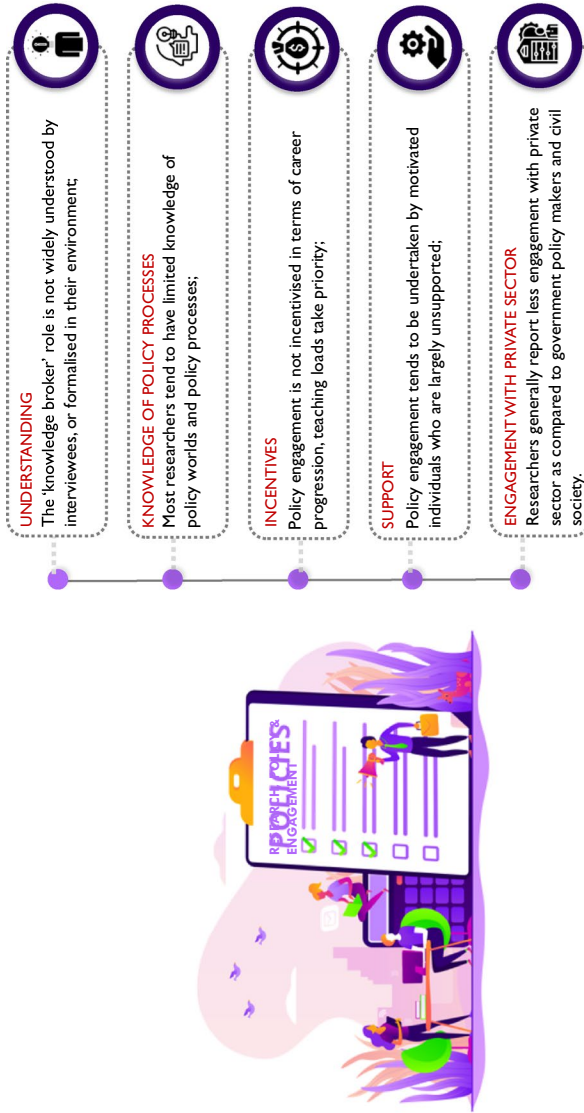 RESEARCH, POLICY &
ENGAGEMENT
POLICIES
UNDERSTANDING
The 'knowledge broker' role is not widely understood by
interviewees, or formalised in their environment;
KNOWLEDGE OF POLICY PROCESSES
Most researchers tend to have limited knowledge of
policy worlds and policy processes;
INCENTIVES
Policy engagement is not incentivised in terms of career
progression, teaching loads take priority;
SUPPORT
Policy engagement tends to be undertaken by motivated
individuals who are largely unsupported;
ENGAGEMENT WITH PRIVATE SECTOR
Researchers generally report less engagement with private
sector as compared to government policy makers and civil
society.